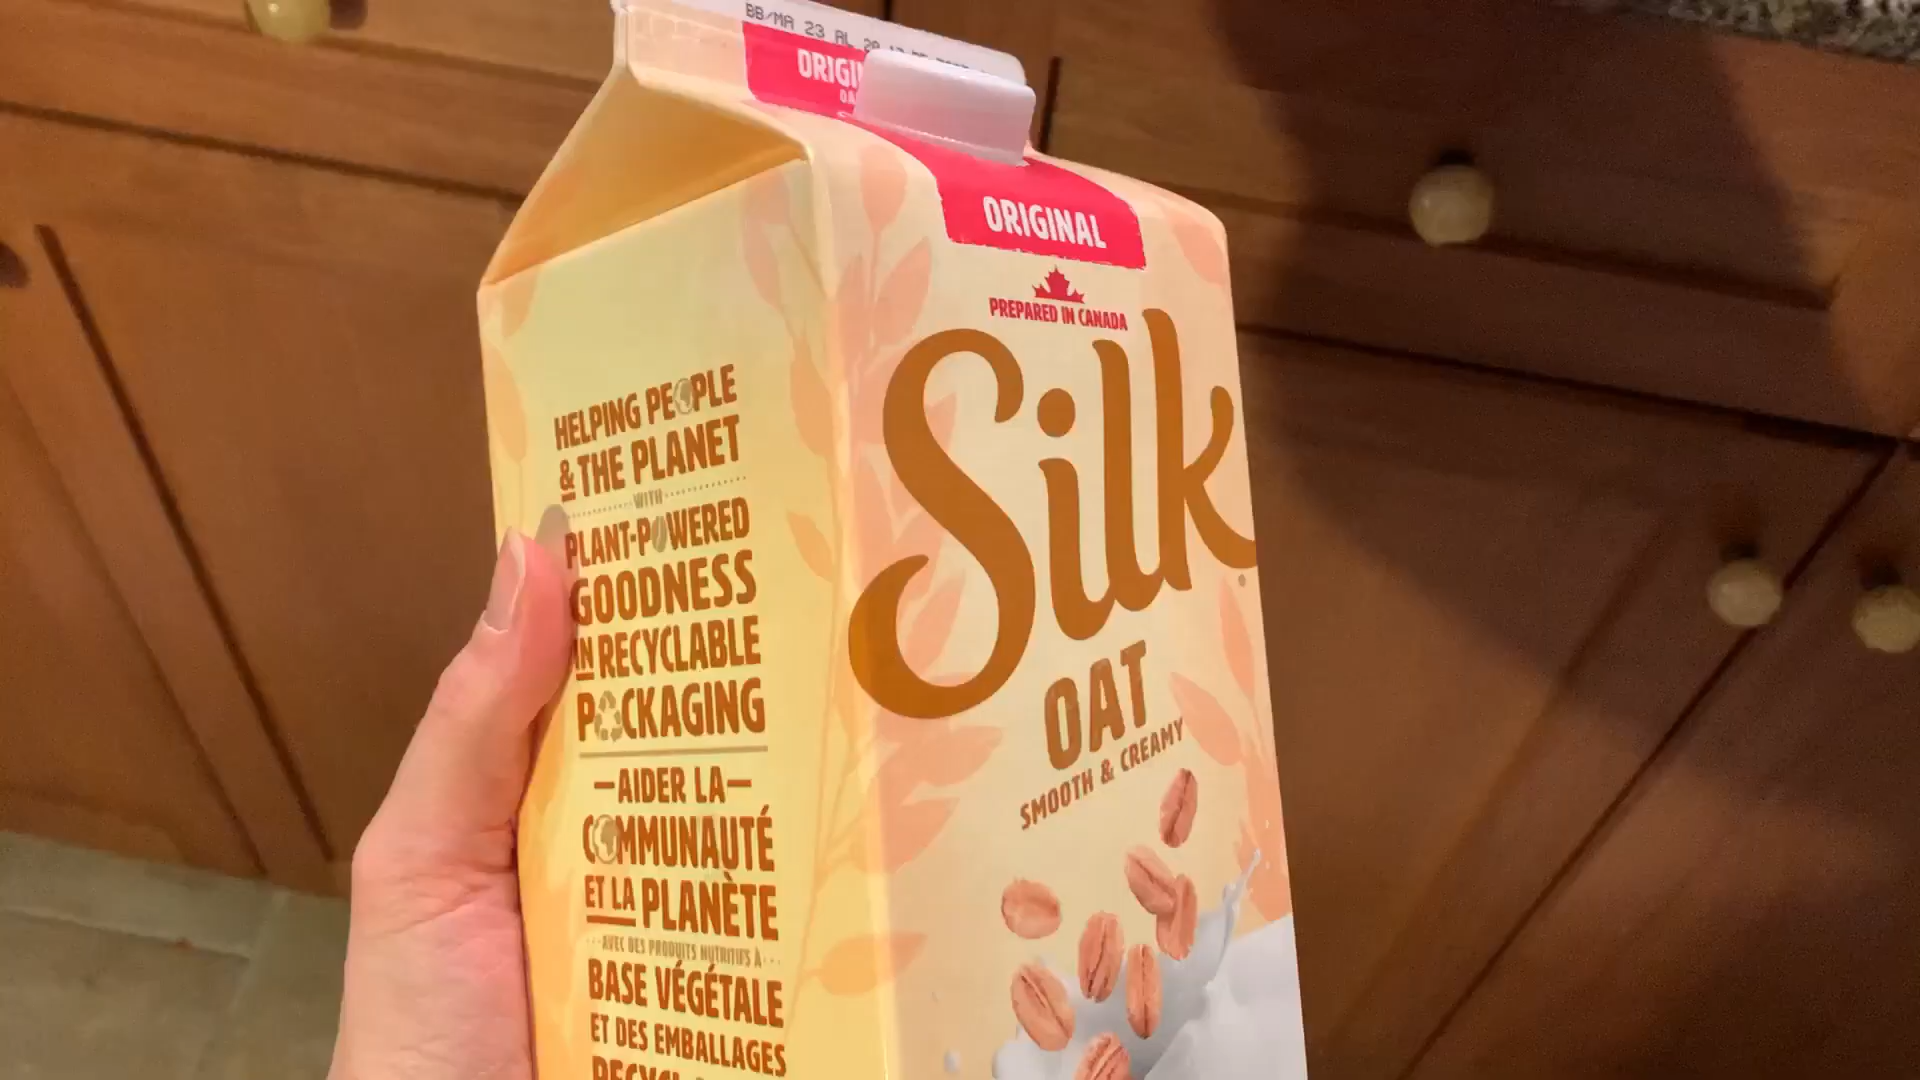 BB/MA 23 AL
ORIGI
ORIGINAL
PREPARED IN CANADA
Silk
OAT
SMOOTH & CREAMY
HELPING PEOPLE
& THE PLANET
WITH
PLANT-POWERED
GOODNESS
IN RECYCLABLE
PACKAGING
AIDER LA
COMMUNAUTÉ
ET LA PLANÈTE
AVEC DES PRODUITS NUTRITIFS À
BASE VÉGÉTALE
ET DES EMBALLAGES